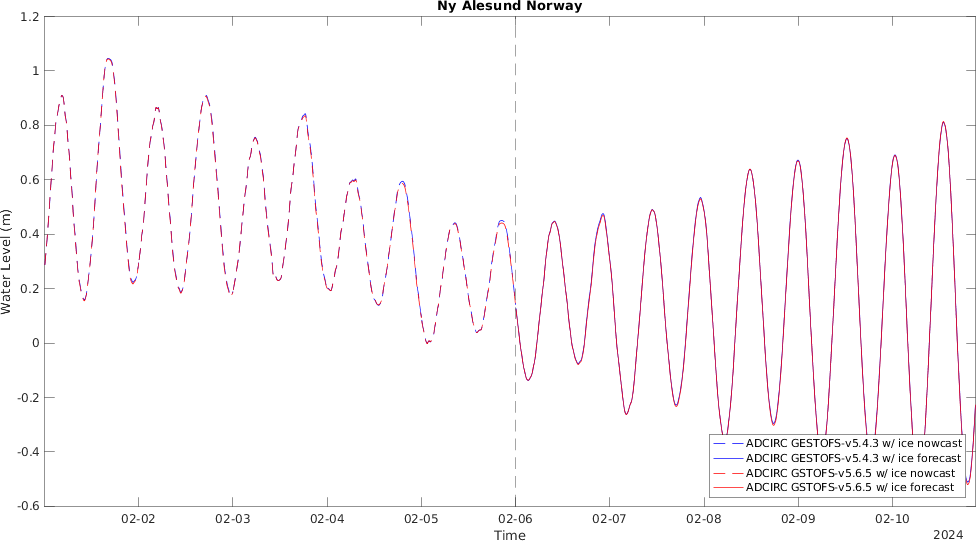 Ny Alesund Norway
1.2
1
0.8
0.6
0.4
0.2
0
-0.2
-0.4
-0.6
Water Level (m)
ADCIRC GESTOFS-v5.4.3 w/ ice nowcast
ADCIRC GESTOFS-v5.4.3 w/ ice forecast
ADCIRC GSTOFS-v5.6.5 w/ ice nowcast
ADCIRC GSTOFS-v5.6.5 w/ ice forecast
02-02 02-03 02-04 02-05 02-06 02-07 02-08 02-09 02-10
Time
2024